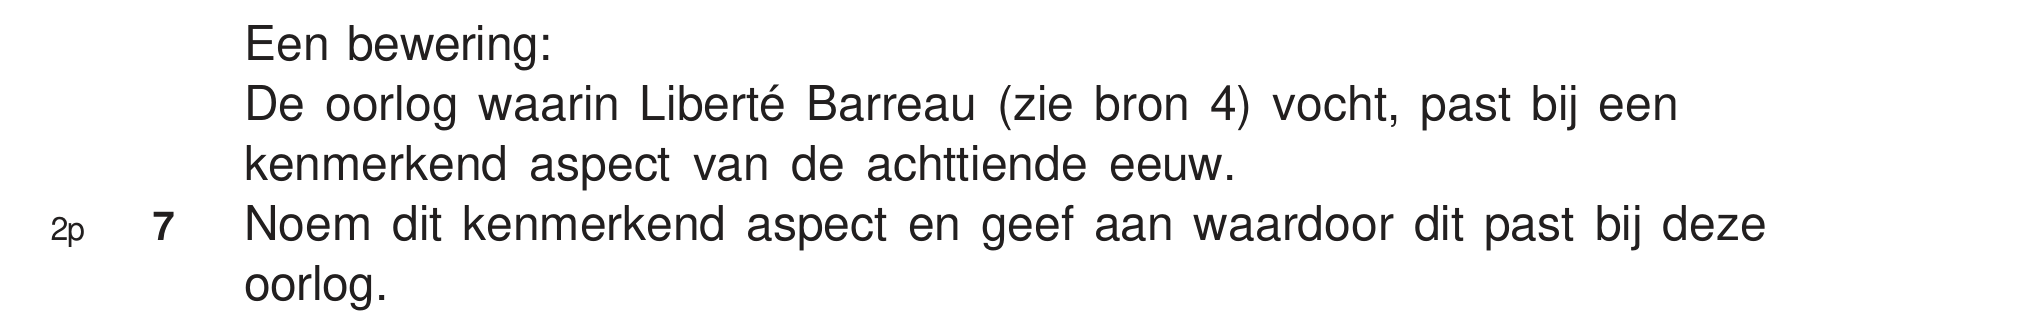 Een bewering:
De oorlog waarin Liberté Barreau (zie bron 4) vocht, past bij een
kenmerkend aspect van de achttiende eeuw.
2p 7 Noem dit kenmerkend aspect en geef aan waardoor dit past bij deze
oorlog.